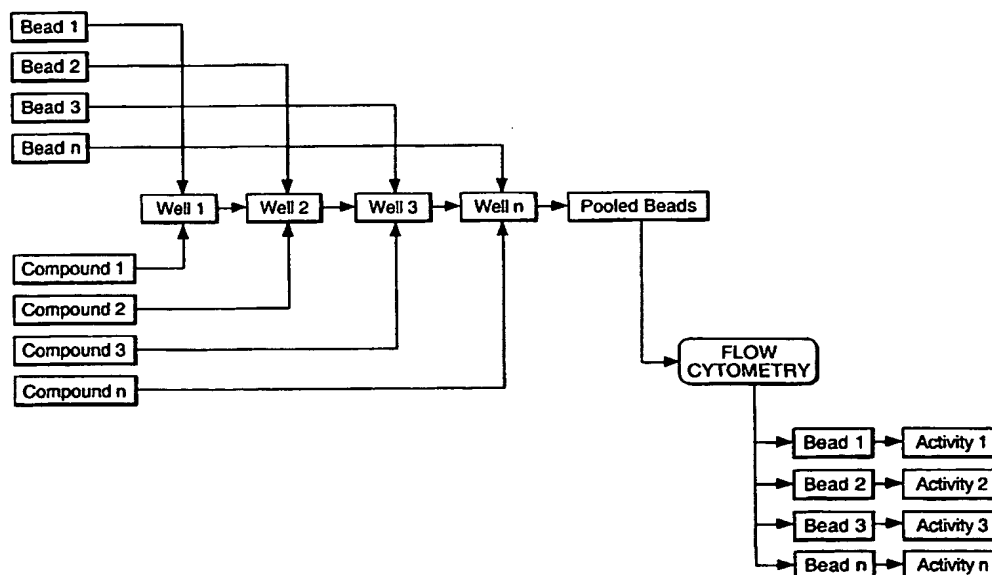 Bead 1
Bead 2
Bead 3
Bead n
Well 1
Well 2
Well 3
Well n
Pooled Beads
Compound 1
Compound 2
Compound 3
Compound n
FLOW
CYTOMETRY
Bead 1
Activity 1
Bead 2
Activity 2
Bead 3
Activity 3
Bead n
Activity n